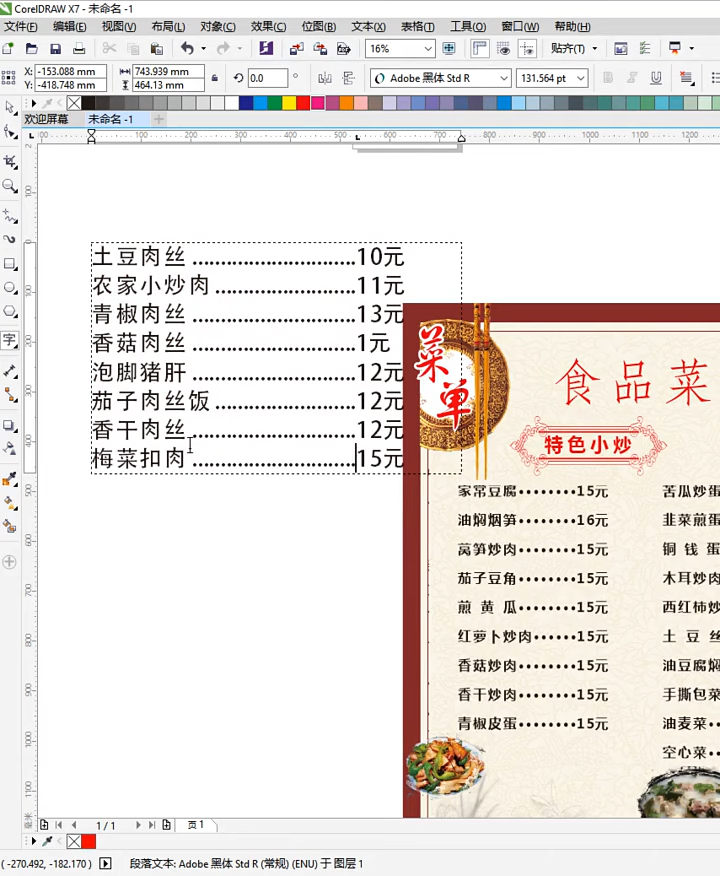 CorelDRAW X7 - 未命名 -1
文件(F) 编辑(E) 视图(V) 布局(L) 对象(C) 效果(C) 位图(B) 文本(X) 表格(T) 工具(O) 窗口(W) 帮助(H)
16% 贴齐(T)
X: -153.088 mm 743.939 mm 0.0 ° Adobe 黑体 Std R 131.564 pt
Y: -418.748 mm 464.13 mm
欢迎屏幕 未命名 -1
土豆肉丝 ............................10元
农家小炒肉 ........................11元
青椒肉丝 ............................13元
香菇肉丝 ............................1元
泡脚猪肝 ............................12元
茄子肉丝饭 ........................12元
香干肉丝 ............................12元
梅菜扣肉 ............................15元
菜单
食品菜
特色小炒
家常豆腐••••••••15元 苦瓜炒蛋
油焖烟笋••••••••16元 韭菜煎蛋
莴笋炒肉••••••••15元 铜 钱 蛋
茄子豆角••••••••15元 木耳炒肉
煎 黄 瓜••••••••15元 西红柿炒
红萝卜炒肉••••••15元 土 豆 丝
香菇炒肉••••••••15元 油豆腐焖
香干炒肉••••••••15元 手撕包菜
青椒皮蛋••••••••15元 油麦菜••
空心菜••
1 / 1 页 1
( -270.492, -182.170 ) 段落文本: Adobe 黑体 Std R (常规) (ENU) 于 图层 1